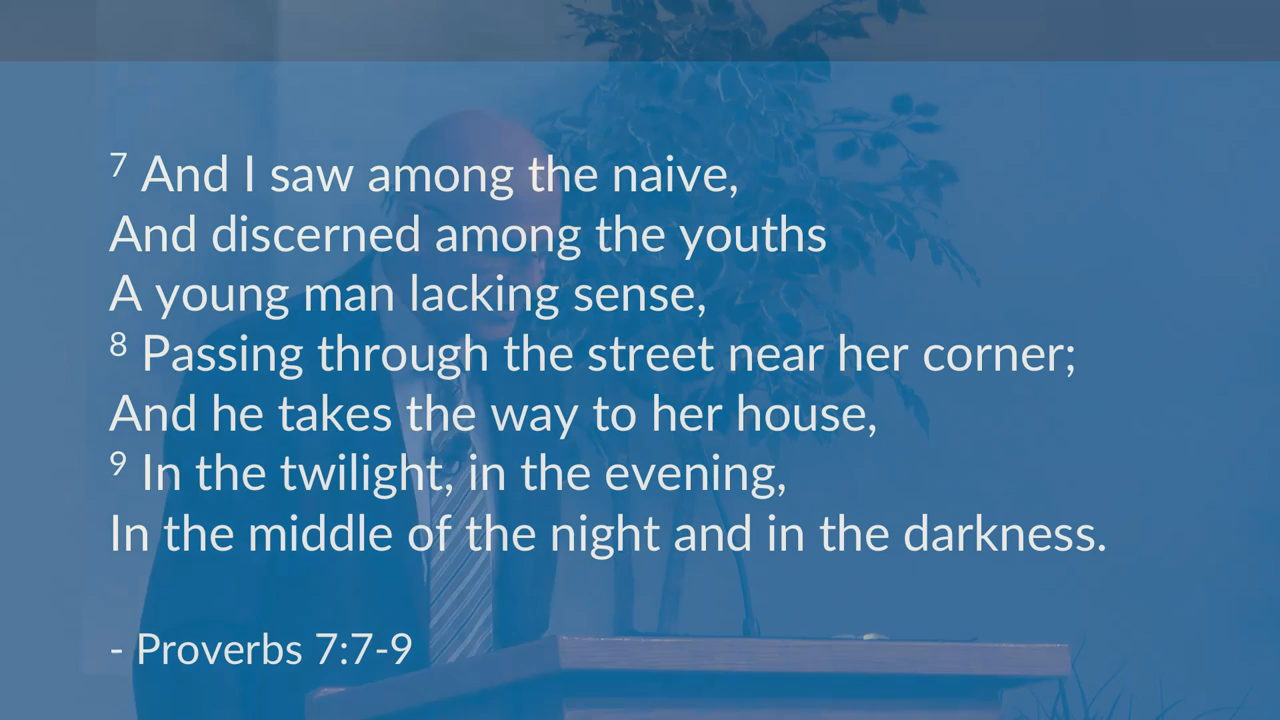 7 And I saw among the naive,
And discerned among the youths
A young man lacking sense,
8 Passing through the street near her corner;
And he takes the way to her house,
9 In the twilight, in the evening,
In the middle of the night and in the darkness.
- Proverbs 7:7-9